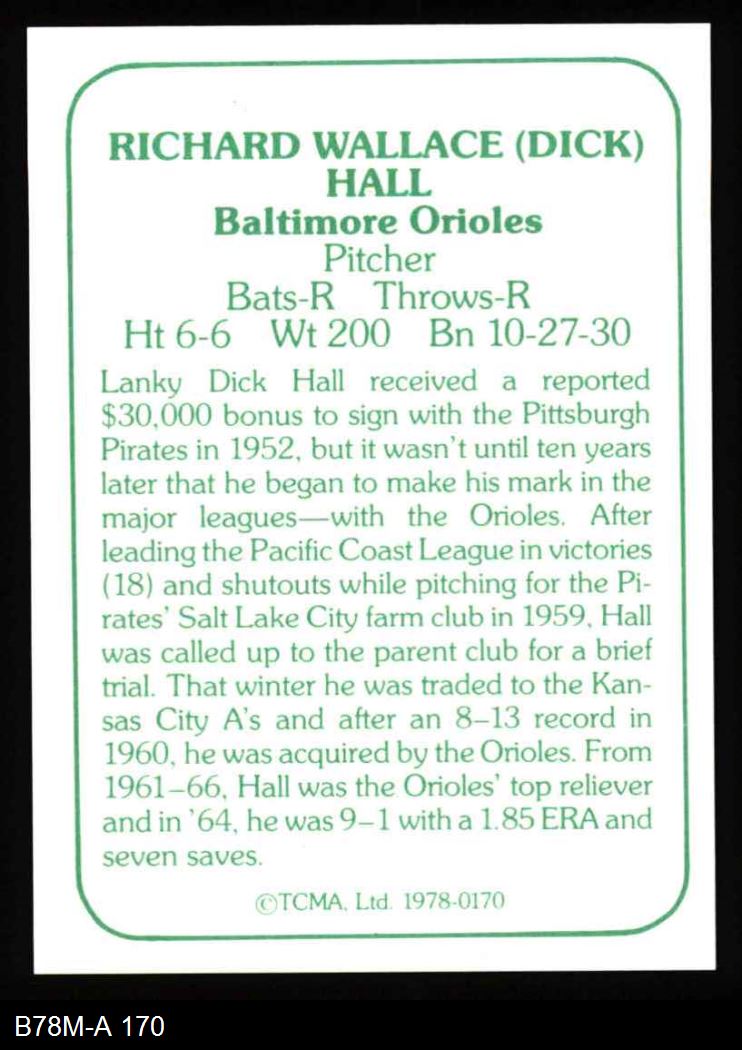 RICHARD WALLACE (DICK)
HALL
Baltimore Orioles
Pitcher
Bats-R Throws-R
Ht 6-6 Wt 200 Bn 10-27-30
Lanky Dick Hall received a reported
$30,000 bonus to sign with the Pittsburgh
Pirates in 1952, but it wasn't until ten years
later that he began to make his mark in the
major leagues—with the Orioles. After
leading the Pacific Coast League in victories
(18) and shutouts while pitching for the Pi-
rates' Salt Lake City farm club in 1959, Hall
was called up to the parent club for a brief
trial. That winter he was traded to the Kan-
sas City A's and after an 8–13 record in
1960, he was acquired by the Orioles. From
1961–66, Hall was the Orioles' top reliever
and in '64, he was 9–1 with a 1.85 ERA and
seven saves.
©TCMA, Ltd. 1978-0170
B78M-A 170